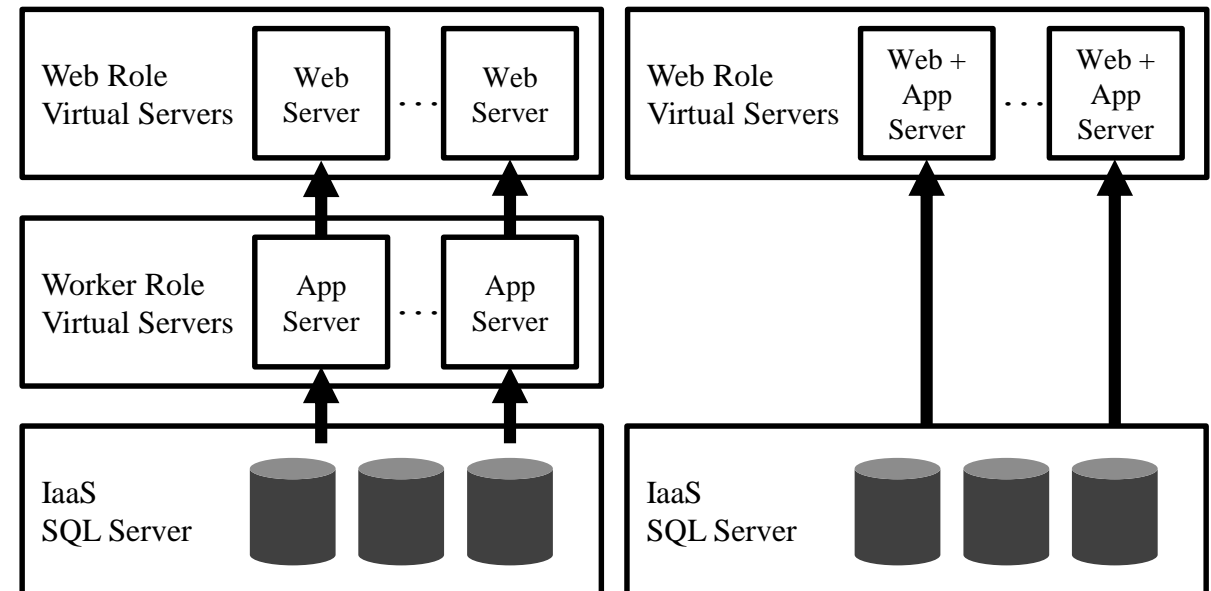 Web Role
Virtual Servers
Web
Server
. . .
Web
Server
Worker Role
Virtual Servers
App
Server
. . .
App
Server
IaaS
SQL Server
Web Role
Virtual Servers
Web +
App
Server
. . .
Web +
App
Server
IaaS
SQL Server